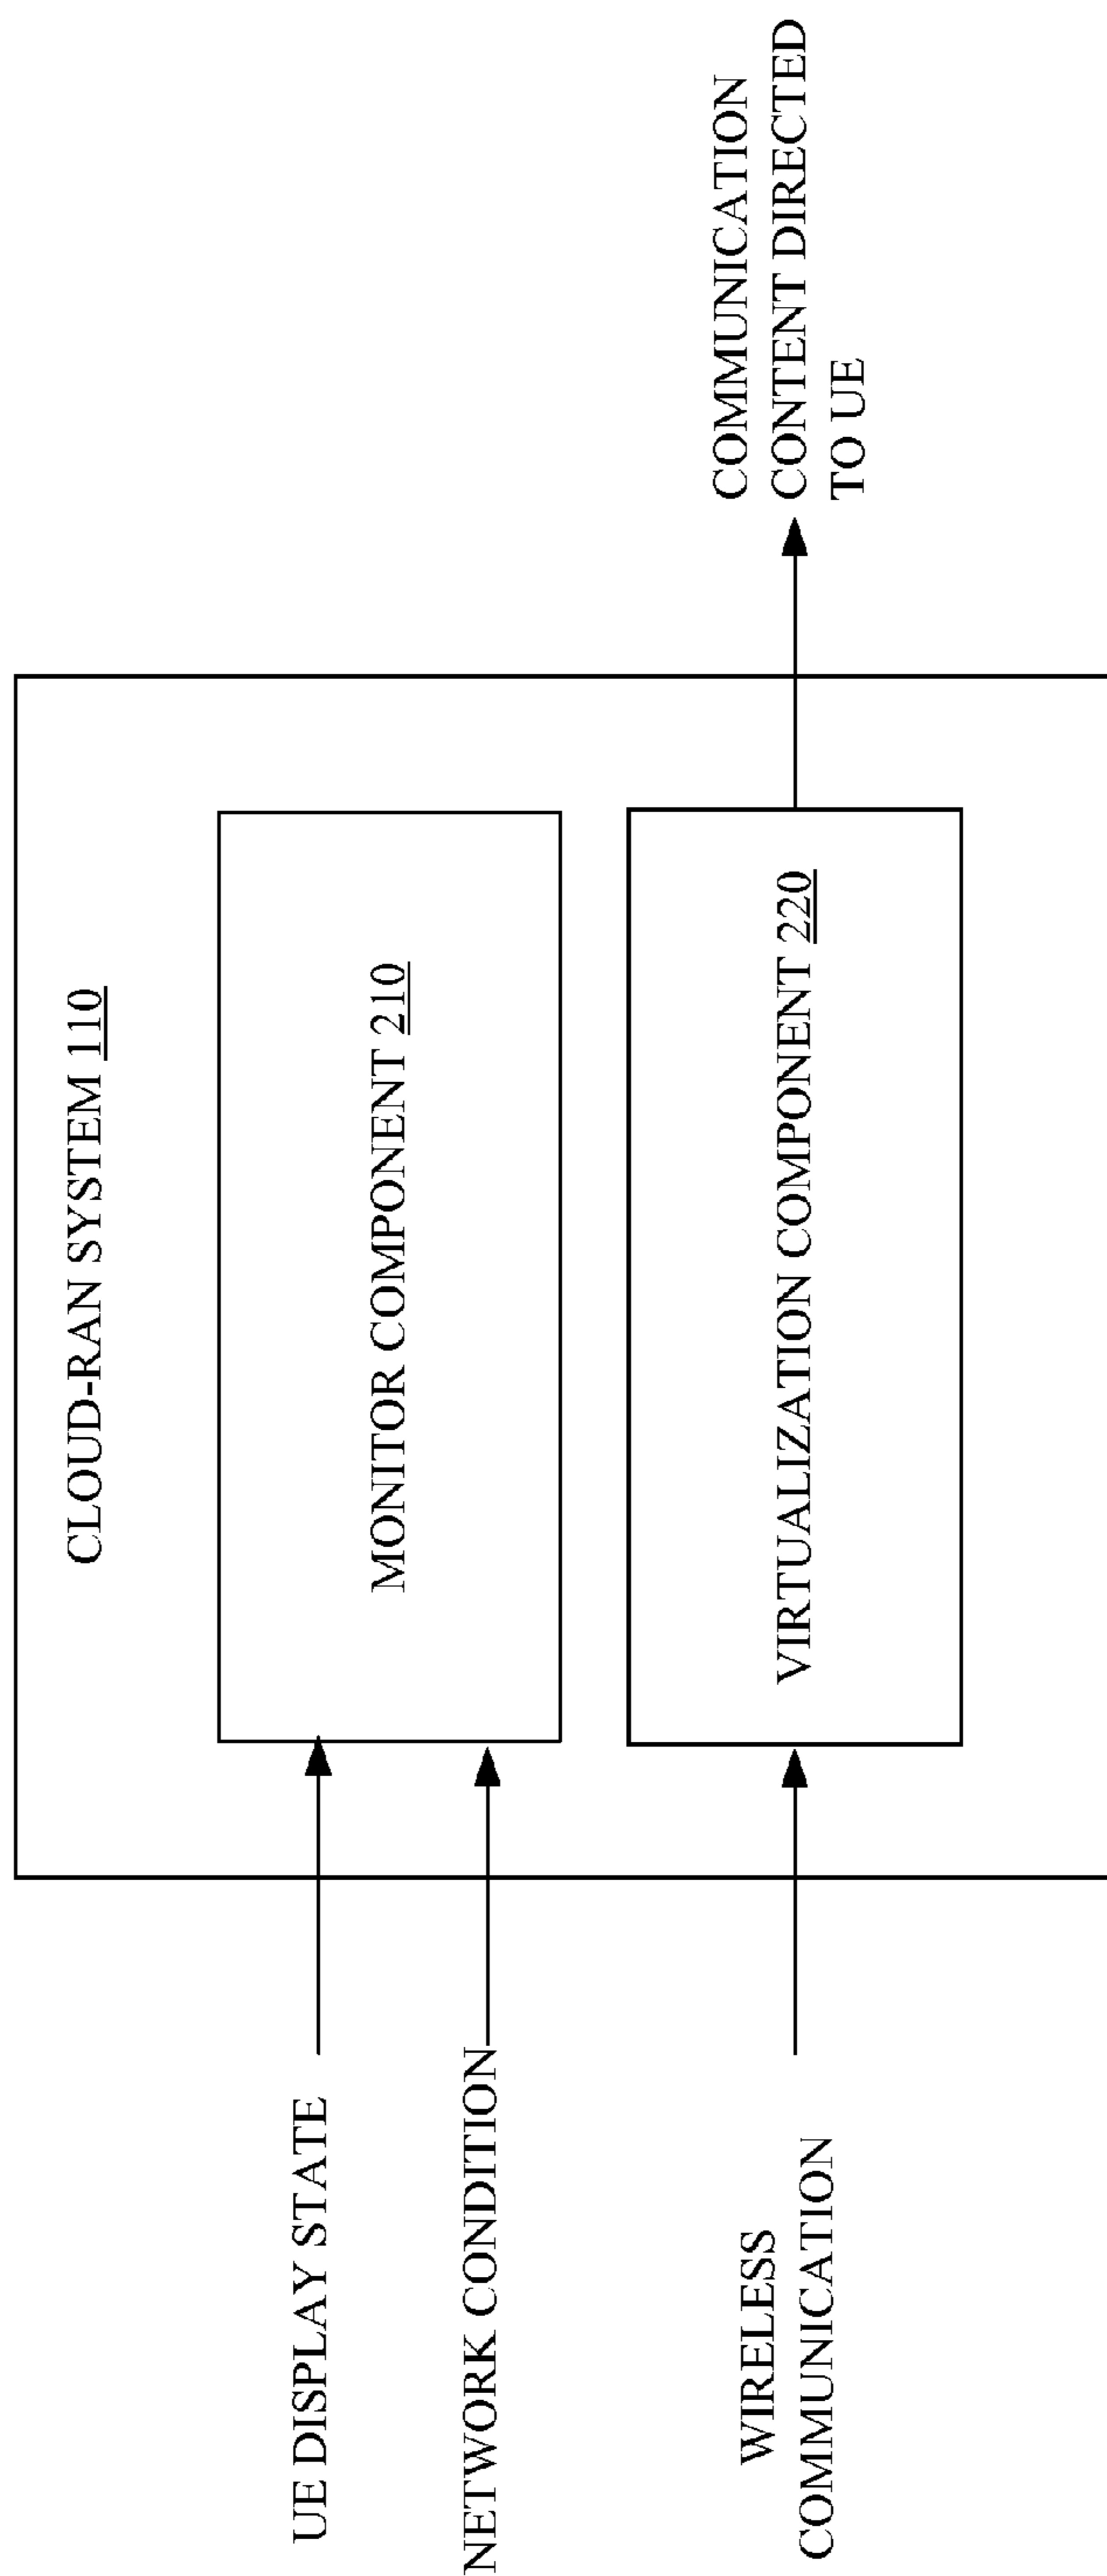 CLOUD-RAN SYSTEM 110
UE DISPLAY STATE
MONITOR COMPONENT 210
NETWORK CONDITION
WIRELESS
COMMUNICATION
VIRTUALIZATION COMPONENT 220
COMMUNICATION
CONTENT DIRECTED
TO UE